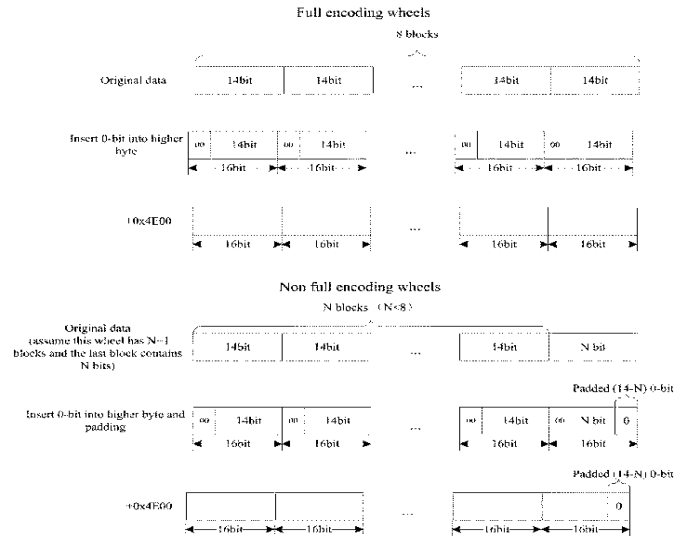 Full encoding wheels
8 blocks
Original data
14bit 14bit ... 14bit 14bit
Insert 0-bit into higher
byte
00 14bit 00 14bit ... 00 14bit 00 14bit
16bit 16bit 16bit 16bit
+0x4E00
...
16bit 16bit 16bit 16bit
Non full encoding wheels
N blocks （N<8）
Original data
(assume this wheel has N-1
blocks and the last block contains
N bits)
14bit 14bit ... 14bit N bit
Padded (14-N) 0-bit
Insert 0-bit into higher byte and
padding
00 14bit 00 14bit ... 00 14bit 00 N bit 0
16bit 16bit 16bit 16bit
Padded (14-N) 0-bit
+0x4E00
... 0
16bit 16bit 16bit 16bit